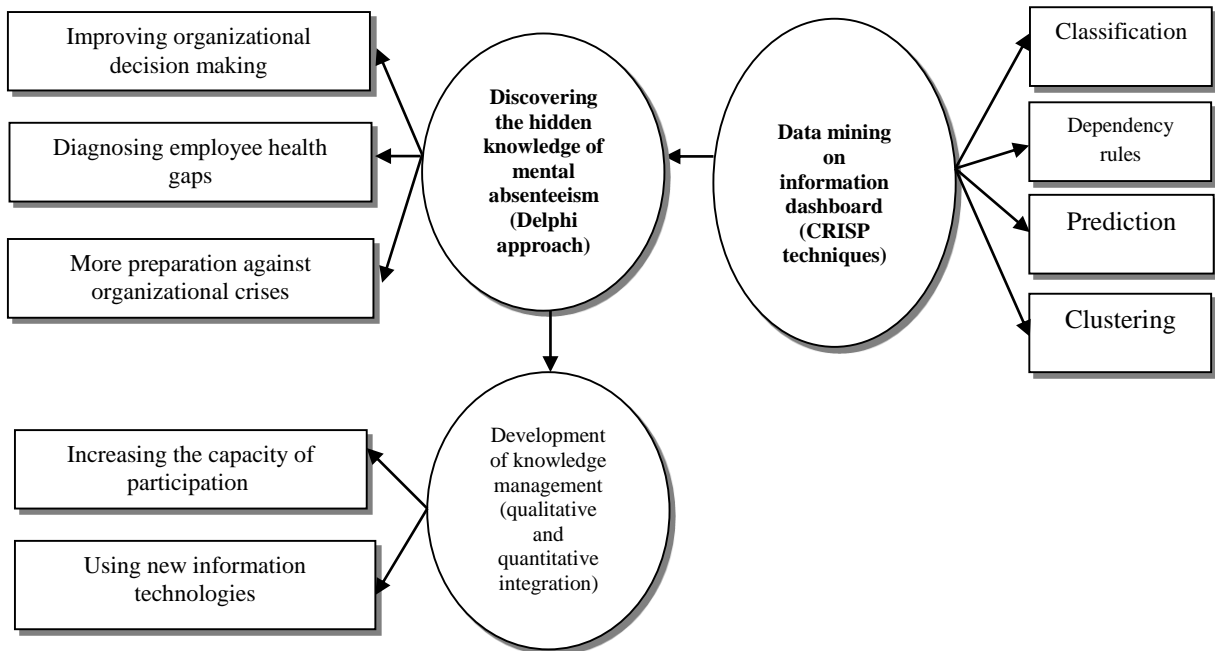 Improving organizational
decision making
Diagnosing employee health
gaps
More preparation against
organizational crises
Discovering
the hidden
knowledge of
mental
absenteeism
(Delphi
approach)
Data mining
on
information
dashboard
(CRISP
techniques)
Classification
Dependency
rules
Prediction
Clustering
Increasing the capacity of
participation
Using new information
technologies
Development
of knowledge
management
(qualitative
and
quantitative
integration)